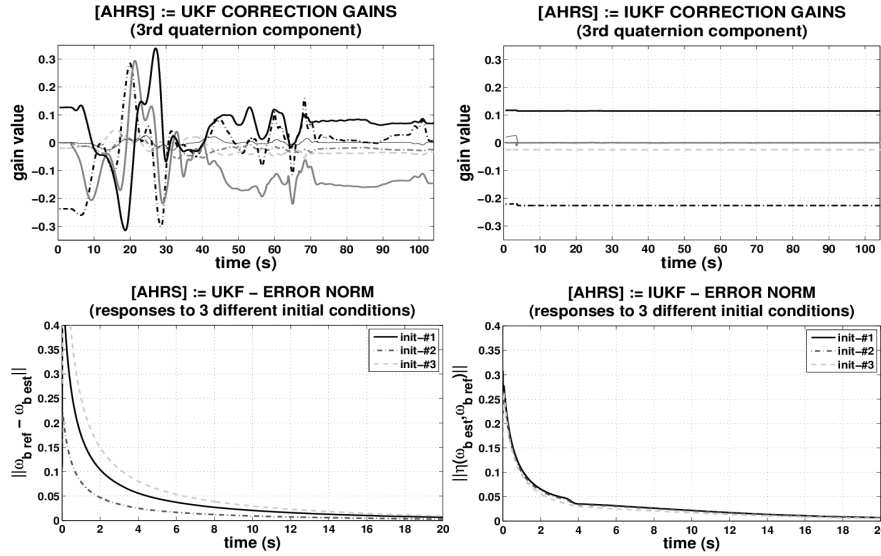 [AHRS] := UKF CORRECTION GAINS
(3rd quaternion component)
gain value
0.3
0.2
0.1
0
−0.1
−0.2
−0.3
0 10 20 30 40 50 60 70 80 90 100
time (s)
[AHRS] := IUKF CORRECTION GAINS
(3rd quaternion component)
gain value
0.3
0.2
0.1
0
−0.1
−0.2
−0.3
0 10 20 30 40 50 60 70 80 90 100
time (s)
[AHRS] := UKF − ERROR NORM
(responses to 3 different initial conditions)
||ω_b ref − ω_b est||
0.4
0.35
0.3
0.25
0.2
0.15
0.1
0.05
0
0 2 4 6 8 10 12 14 16 18 20
time (s)
init−#1
init−#2
init−#3
[AHRS] := IUKF − ERROR NORM
(responses to 3 different initial conditions)
||η(ω_b est,ω_b ref)||
0.4
0.35
0.3
0.25
0.2
0.15
0.1
0.05
0
0 2 4 6 8 10 12 14 16 18 20
time (s)
init−#1
init−#2
init−#3